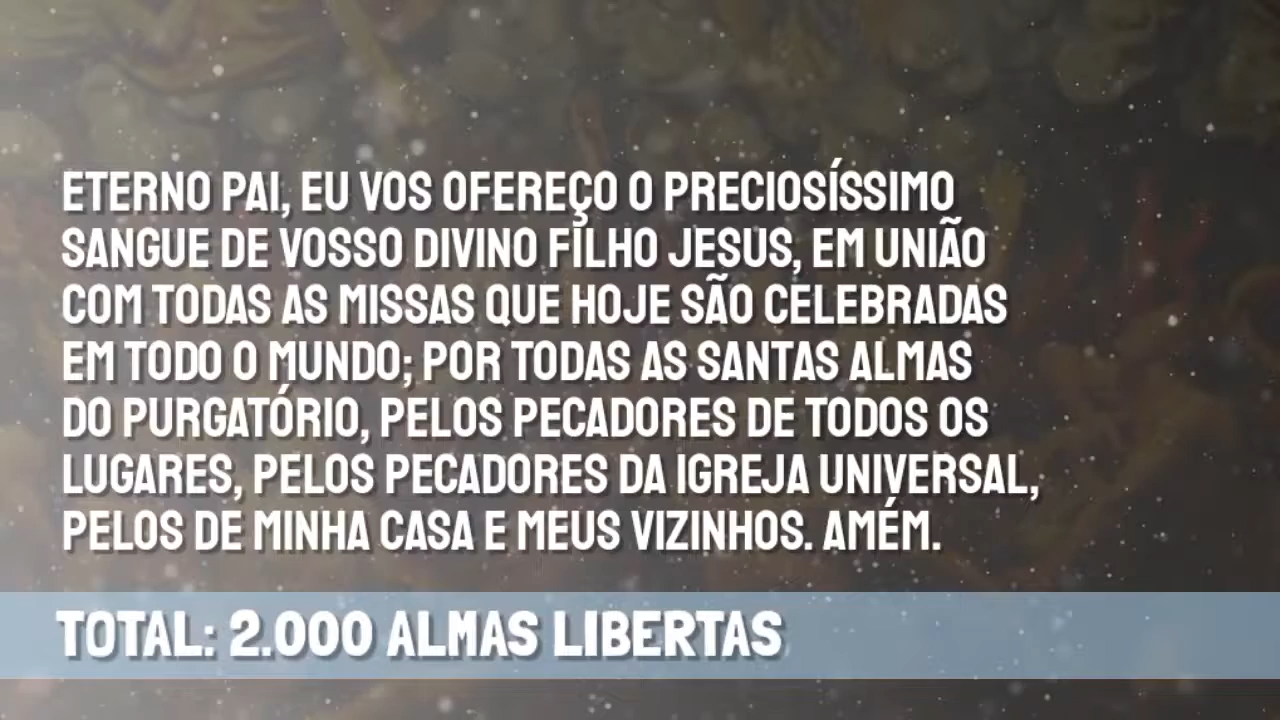 ETERNO PAI, EU VOS OFEREÇO O PRECIOSÍSSIMO
SANGUE DE VOSSO DIVINO FILHO JESUS, EM UNIÃO
COM TODAS AS MISSAS QUE HOJE SÃO CELEBRADAS
EM TODO O MUNDO; POR TODAS AS SANTAS ALMAS
DO PURGATÓRIO, PELOS PECADORES DE TODOS OS
LUGARES, PELOS PECADORES DA IGREJA UNIVERSAL,
PELOS DE MINHA CASA E MEUS VIZINHOS. AMÉM.
TOTAL: 2.000 ALMAS LIBERTAS